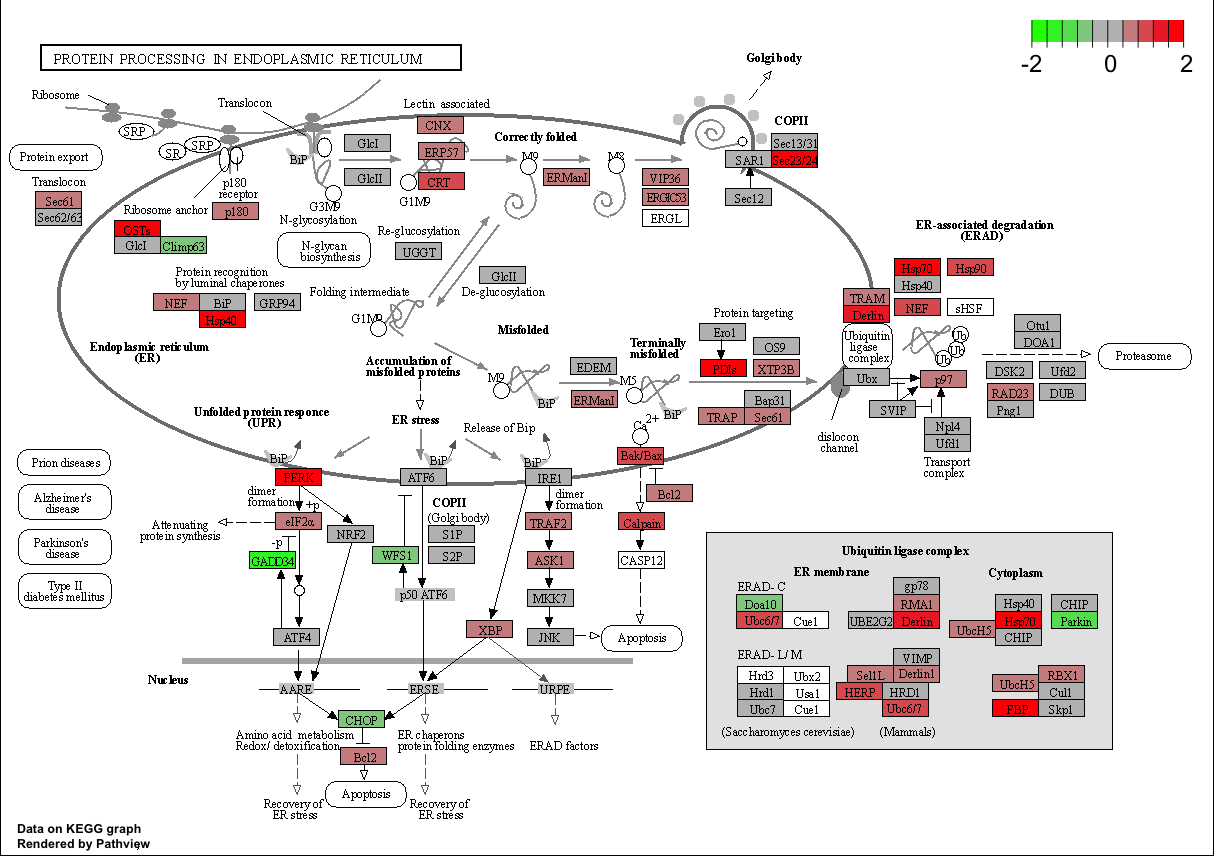 PROTEIN PROCESSING IN ENDOPLASMIC RETICULUM
-2 0 2
Golgi body
Ribosome
Translocon
Lectin associated
SRP
SR
SRP
BiP
GlcI
GlcII
CNX
ERP57
CRT
Correctly folded
M9
M8
ERManI
VIP36
ERGIC53
ERGL
COPII
Sec13/31
SAR1
Sec23/24
Sec12
Protein export
Translocon
Sec61
Sec62/63
p180
receptor
p180
Ribosome anchor
OSTs
GlcI
Climp63
G3M9
N-glycosylation
G1M9
N-glycan
biosynthesis
Re-glucosylation
UGGT
GlcII
De-glucosylation
ER-associated degradation
(ERAD)
Hsp70
Hsp90
Hsp40
NEF
sHSF
TRAM
Derlin
Ubiquitin
ligase
complex
Ub
Ub
Ub
Otu1
DOA1
Proteasome
Protein recognition
by luminal chaperones
NEF
BiP
GRP94
Hsp40
Folding intermediate
G1M9
Endoplasmic reticulum
(ER)
Misfolded
Accumulation of
misfolded proteins
Protein targeting
Ero1
OS9
Terminally
misfolded
PDIs
XTP3B
EDEM
M9
BiP
ERManI
M5
BiP
Bap31
TRAP
Sec61
Ubx
p97
SVIP
DSK2
Ufd2
RAD23
DUB
Png1
Npl4
Ufd1
Transport
complex
dislocon
channel
Unfolded protein responce
(UPR)
ER stress
Release of Bip
Ca2+
Bak/Bax
Bcl2
Calpain
CASP12
Apoptosis
BiP
PERK
BiP
ATF6
BiP
IRE1
Prion diseases
Alzheimer's
disease
Parkinson's
disease
Type II
diabetes mellitus
dimer
formation
+p
Attenuating
protein synthesis
eIF2α
-p
GADD34
NRF2
ATF4
COPII
(Golgi body)
S1P
S2P
WFS1
p50 ATF6
dimer
formation
TRAF2
ASK1
MKK7
JNK
XBP
Nucleus
AARE
ERSE
URPE
CHOP
Amino acid metabolism
Redox/ detoxification
ER chaperons
protein folding enzymes
ERAD factors
Bcl2
Apoptosis
Recovery of
ER stress
Recovery of
ER stress
Ubiquitin ligase complex
ER membrane
Cytoplasm
ERAD- C
Doa10
Ubc6/7
Cue1
gp78
RMA1
UBE2G2
Derlin
Hsp40
UbcH5
Hsp70
CHIP
CHIP
Parkin
ERAD- L/ M
Hrd3
Ubx2
Hrd1
Usa1
Ubc7
Cue1
VIMP
Sel1L
Derlin1
HERP
HRD1
Ubc6/7
UbcH5
RBX1
Cul1
FBP
Skp1
(Saccharomyces cerevisiae)
(Mammals)
Data on KEGG graph
Rendered by Pathview